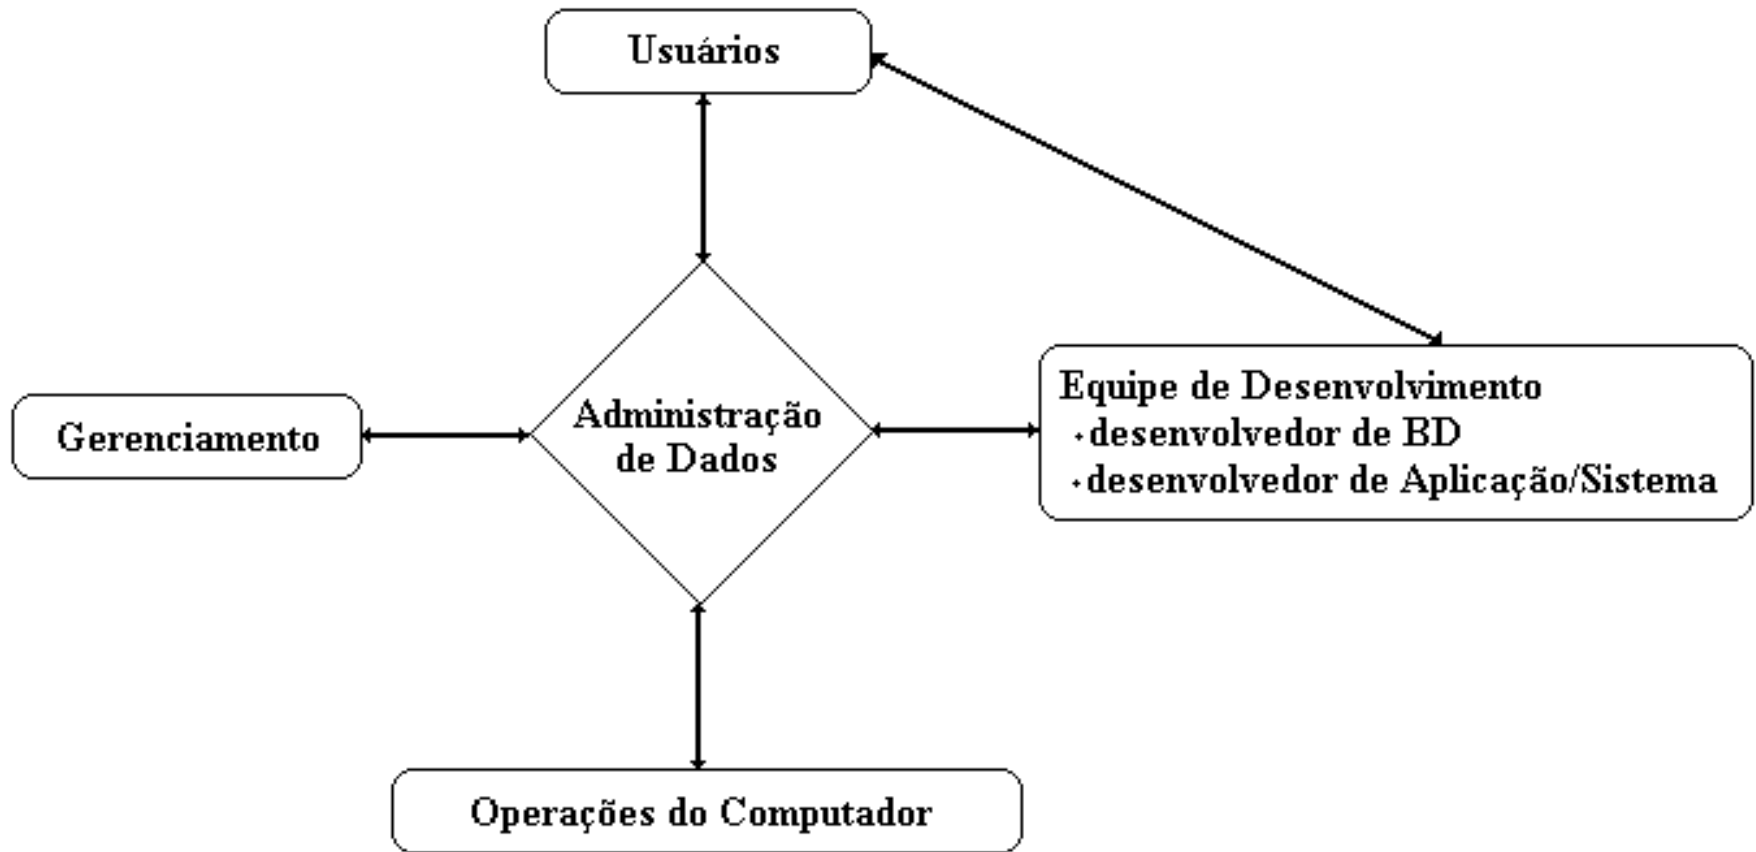 Usuários
Administração
de Dados
Gerenciamento
Equipe de Desenvolvimento
·desenvolvedor de BD
·desenvolvedor de Aplicação/Sistema
Operações do Computador